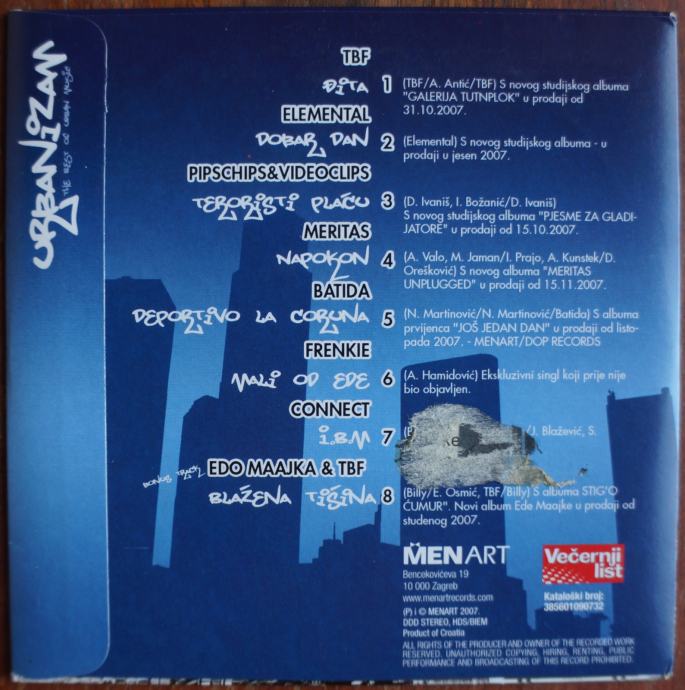 URBANIZAM
THE BEST OF URBAN MUSIC
TBF
ĐITA 1 (TBF/A. Antić/TBF) S novog studijskog albuma
"GALERIJA TUTNPLOK" u prodaji od
31.10.2007.
ELEMENTAL
DOBAR DAN 2 (Elemental) S novog studijskog albuma - u
prodaji u jesen 2007.
PIPSCHIPS&VIDEOCLIPS
TERORISTI PLAČU 3 (D. Ivaniš, I. Božanić/D. Ivaniš)
S novog studijskog albuma "PJESME ZA GLADI-
JATORE" u prodaji od 15.10.2007.
MERITAS
NAPOKON 4 (A. Valo, M. Jaman/I. Prajo, A. Kunstek/D.
Orešković) S novog albuma "MERITAS
UNPLUGGED" u prodaji od 15.11.2007.
BATIDA
DEPORTIVO LA CORUNA 5 (N. Martinović/N. Martinović/Batida) S albuma
prvijenca "JOŠ JEDAN DAN" u prodaji od listo-
pada 2007. - MENART/DOP RECORDS
FRENKIE
MALI OD EDE 6 (A. Hamidović) Ekskluzivni singl koji prije nije
bio objavljen.
CONNECT
I.B.M 7 /J. Blažević, S.
BONUS TRACK EDO MAAJKA & TBF
BLAŽENA TIŠINA 8 (Billy/E. Osmić, TBF/Billy) S albuma STIG'O
ĆUMUR". Novi album Ede Maajke u prodaji od
studenog 2007.
MENART
Bencekovićeva 19
10 000 Zagreb
www.menartrecords.com
(P) i © MENART 2007.
DDD STEREO, HDS/BIEM
Product of Croatia
Večernji
list
Kataloški broj:
385601090732
ALL RIGHTS OF THE PRODUCER AND OWNER OF THE RECORDED WORK
RESERVED. UNAUTHORIZED COPYING, HIRING, RENTING, PUBLIC
PERFORMANCE AND BROADCASTING OF THIS RECORD PROHIBITED.